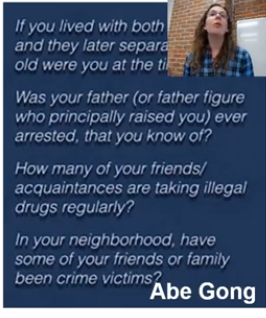 If you lived with both
and they later separa
old were you at the ti
Was your father (or father figure
who principally raised you) ever
arrested, that you know of?
How many of your friends/
acquaintances are taking illegal
drugs regularly?
In your neighborhood, have
some of your friends or family
been crime victims?
Abe Gong